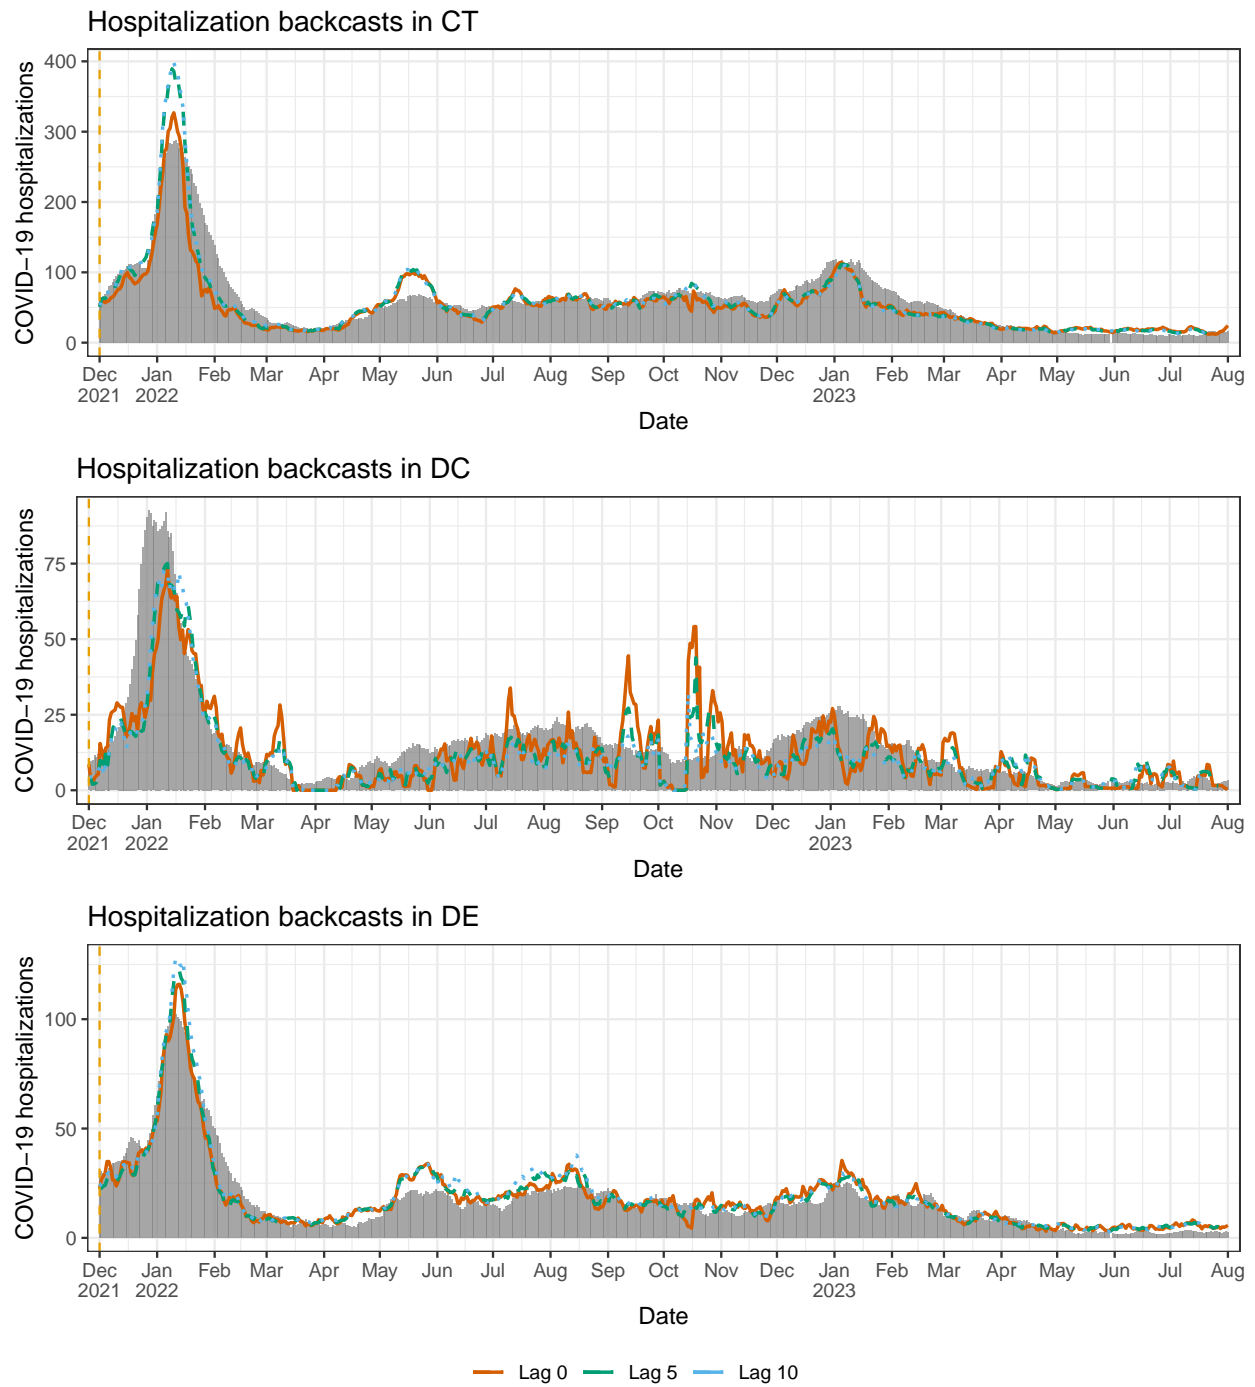 Hospitalization backcasts in CT
COVID−19 hospitalizations
400
300
200
100
0
Dec Jan Feb Mar Apr May Jun Jul Aug Sep Oct Nov Dec Jan Feb Mar Apr May Jun Jul Aug
2021 2022 2023
Date
Hospitalization backcasts in DC
COVID−19 hospitalizations
75
50
25
0
Dec Jan Feb Mar Apr May Jun Jul Aug Sep Oct Nov Dec Jan Feb Mar Apr May Jun Jul Aug
2021 2022 2023
Date
Hospitalization backcasts in DE
COVID−19 hospitalizations
100
50
0
Dec Jan Feb Mar Apr May Jun Jul Aug Sep Oct Nov Dec Jan Feb Mar Apr May Jun Jul Aug
2021 2022 2023
Date
Lag 0 Lag 5 Lag 10